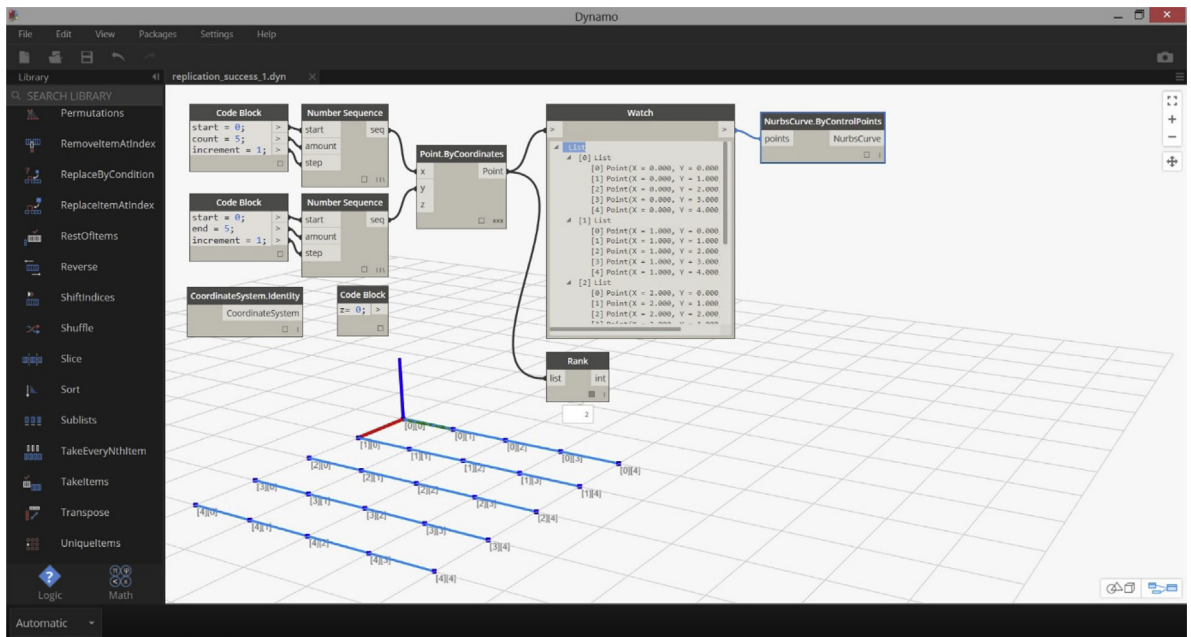 Dynamo
File Edit View Packages Settings Help
Library
replication_success_1.dyn
SEARCH LIBRARY
Permutations
RemoveItemAtIndex
ReplaceByCondition
ReplaceItemAtIndex
RestOfItems
Reverse
ShiftIndices
Shuffle
Slice
Sort
Sublists
TakeEveryNthItem
TakeItems
Transpose
UniqueItems
Logic
Math
Automatic
Code Block
start = 0; >
count = 5; >
increment = 1; >
Number Sequence
start seq
amount
step
Code Block
start = 0; >
end = 5; >
increment = 1; >
Number Sequence
start seq
amount
step
CoordinateSystem.Identity
CoordinateSystem
Code Block
z= 0; >
Point.ByCoordinates
x Point
y
z
xxx
Watch
> >
List
[0] List
[0] Point(X = 0.000, Y = 0.000
[1] Point(X = 0.000, Y = 1.000
[2] Point(X = 0.000, Y = 2.000
[3] Point(X = 0.000, Y = 3.000
[4] Point(X = 0.000, Y = 4.000
[1] List
[0] Point(X = 1.000, Y = 0.000
[1] Point(X = 1.000, Y = 1.000
[2] Point(X = 1.000, Y = 2.000
[3] Point(X = 1.000, Y = 3.000
[4] Point(X = 1.000, Y = 4.000
[2] List
[0] Point(X = 2.000, Y = 0.000
[1] Point(X = 2.000, Y = 1.000
[2] Point(X = 2.000, Y = 2.000
NurbsCurve.ByControlPoints
points NurbsCurve
Rank
list int
2
[0][0] [0][1] [0][2] [0][3] [0][4]
[1][0] [1][1] [1][2] [1][3] [1][4]
[2][0] [2][1] [2][2] [2][3] [2][4]
[3][0] [3][1] [3][2] [3][3] [3][4]
[4][0] [4][1] [4][2] [4][3] [4][4]